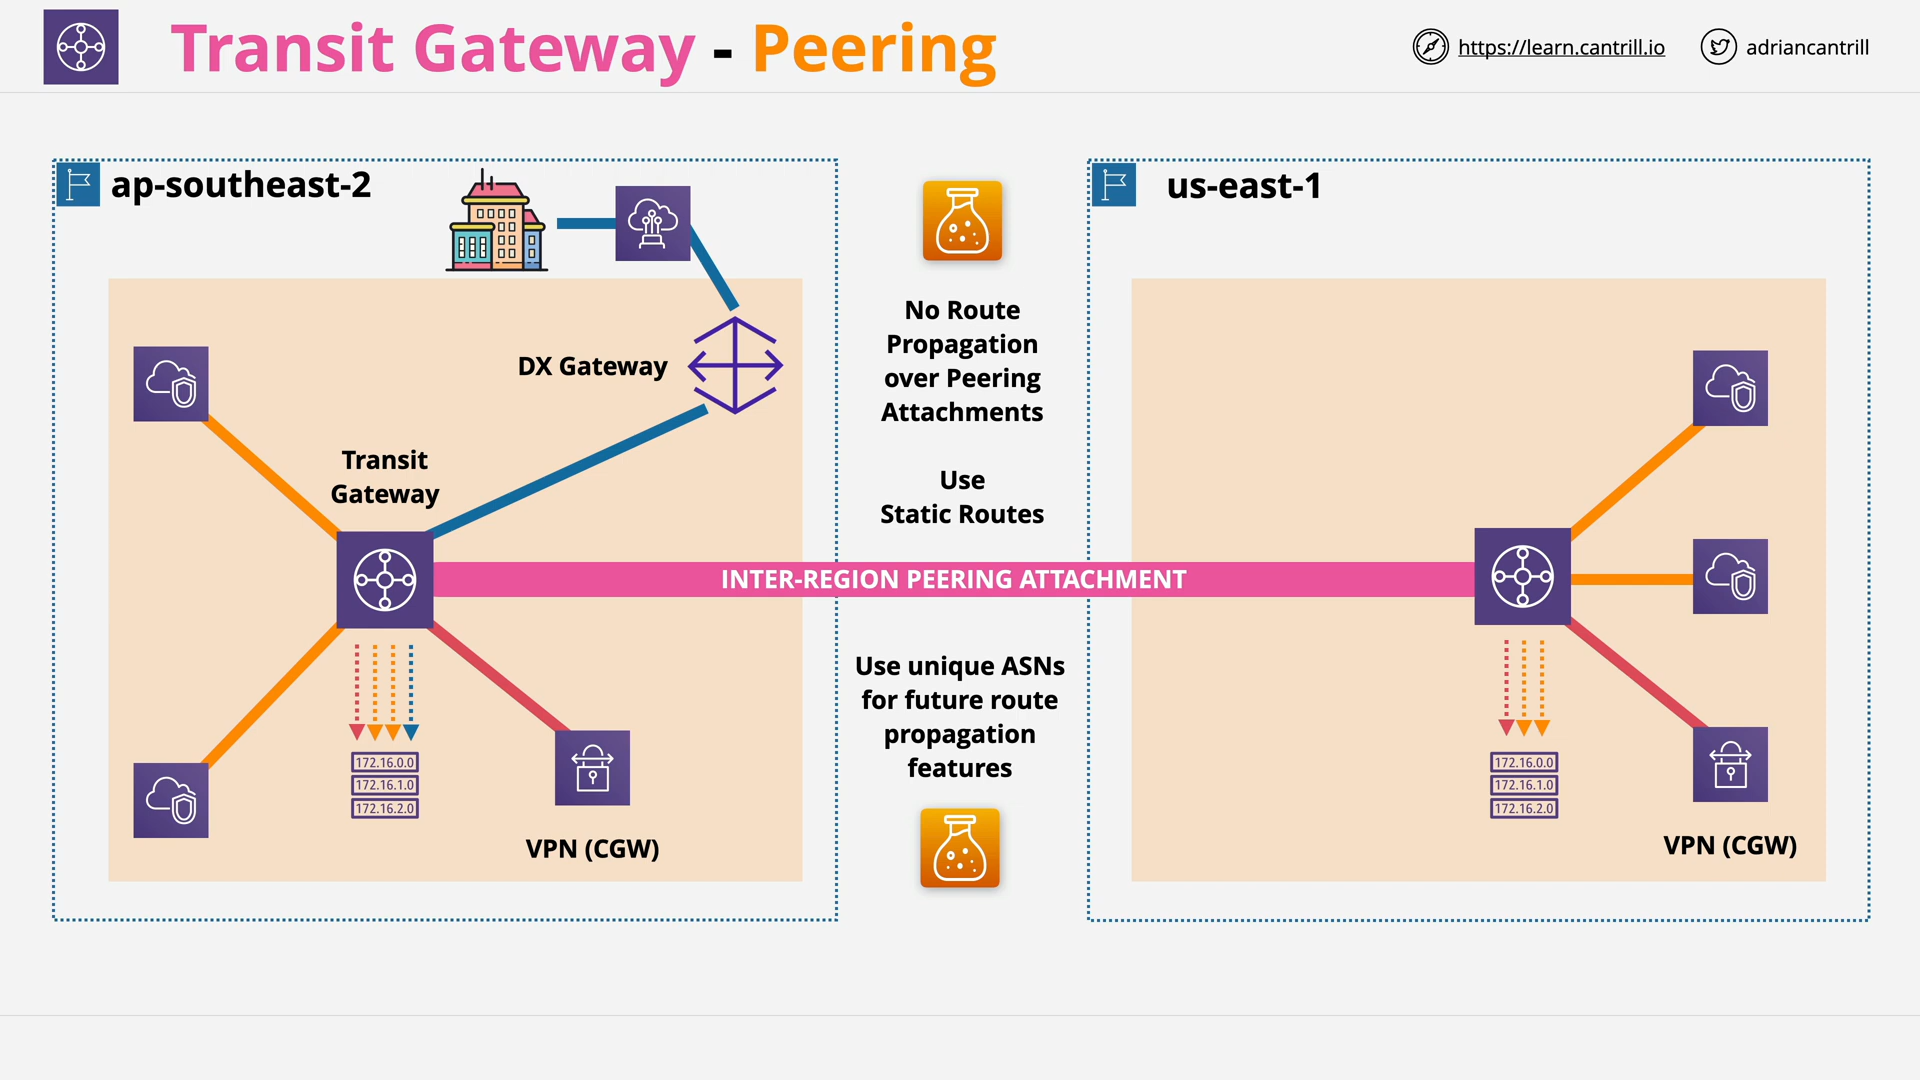 Transit Gateway - Peering
https://learn.cantrill.io
adriancantrill
ap-southeast-2
DX Gateway
Transit
Gateway
172.16.0.0
172.16.1.0
172.16.2.0
VPN (CGW)
No Route
Propagation
over Peering
Attachments
Use
Static Routes
INTER-REGION PEERING ATTACHMENT
Use unique ASNs
for future route
propagation
features
us-east-1
172.16.0.0
172.16.1.0
172.16.2.0
VPN (CGW)